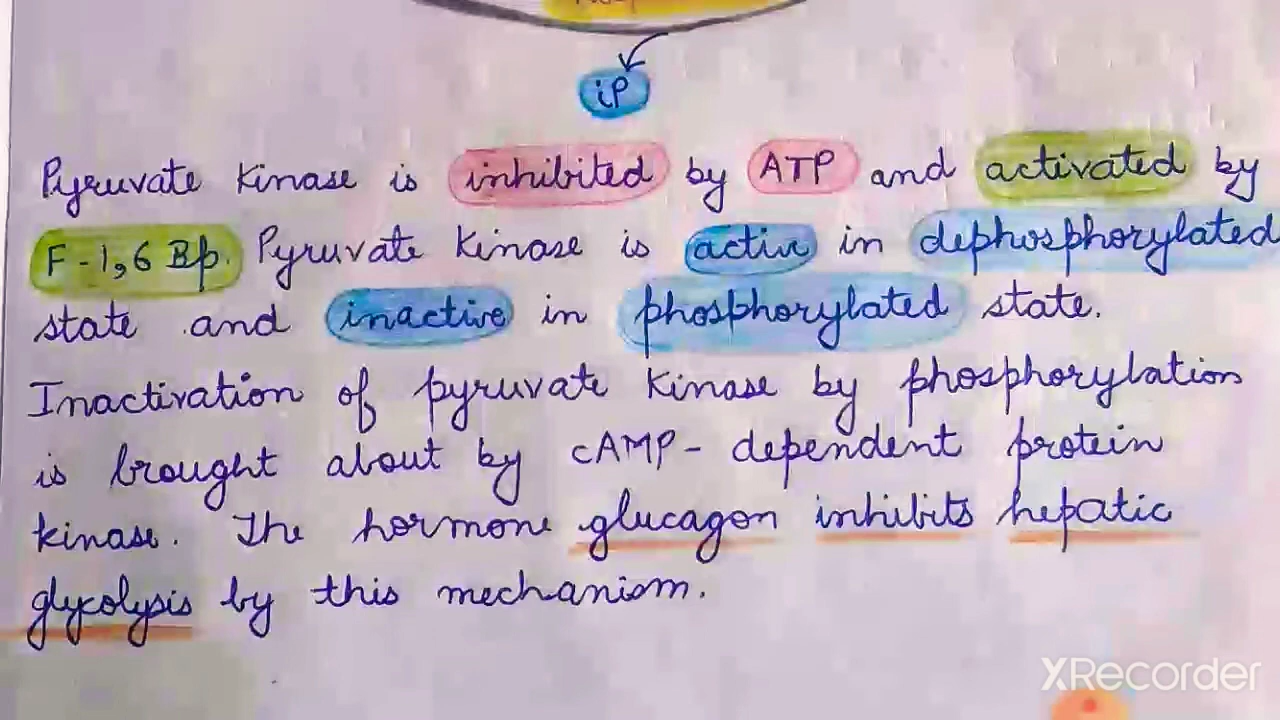 iP
Pyruvate Kinase is inhibited by ATP and activated by
F-1,6 Bp. Pyruvate Kinase is active in dephosphorylated
state and inactive in phosphorylated state.
Inactivation of pyruvate Kinase by phosphorylation
is brought about by cAMP-dependent protein
kinase. The hormone glucagon inhibits hepatic
glycolysis by this mechanism.
XRecorder